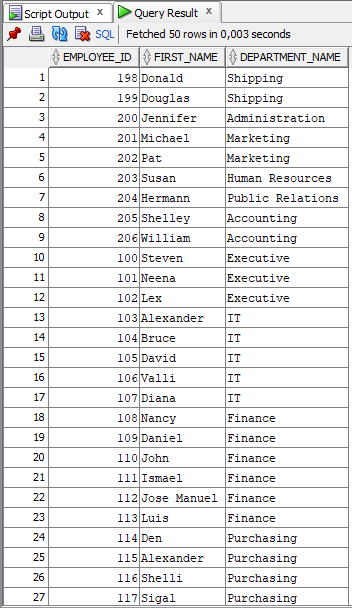 Script Output × Query Result ×
SQL Fetched 50 rows in 0,003 seconds
EMPLOYEE_ID FIRST_NAME DEPARTMENT_NAME
1 198 Donald Shipping
2 199 Douglas Shipping
3 200 Jennifer Administration
4 201 Michael Marketing
5 202 Pat Marketing
6 203 Susan Human Resources
7 204 Hermann Public Relations
8 205 Shelley Accounting
9 206 William Accounting
10 100 Steven Executive
11 101 Neena Executive
12 102 Lex Executive
13 103 Alexander IT
14 104 Bruce IT
15 105 David IT
16 106 Valli IT
17 107 Diana IT
18 108 Nancy Finance
19 109 Daniel Finance
20 110 John Finance
21 111 Ismael Finance
22 112 Jose Manuel Finance
23 113 Luis Finance
24 114 Den Purchasing
25 115 Alexander Purchasing
26 116 Shelli Purchasing
27 117 Sigal Purchasing